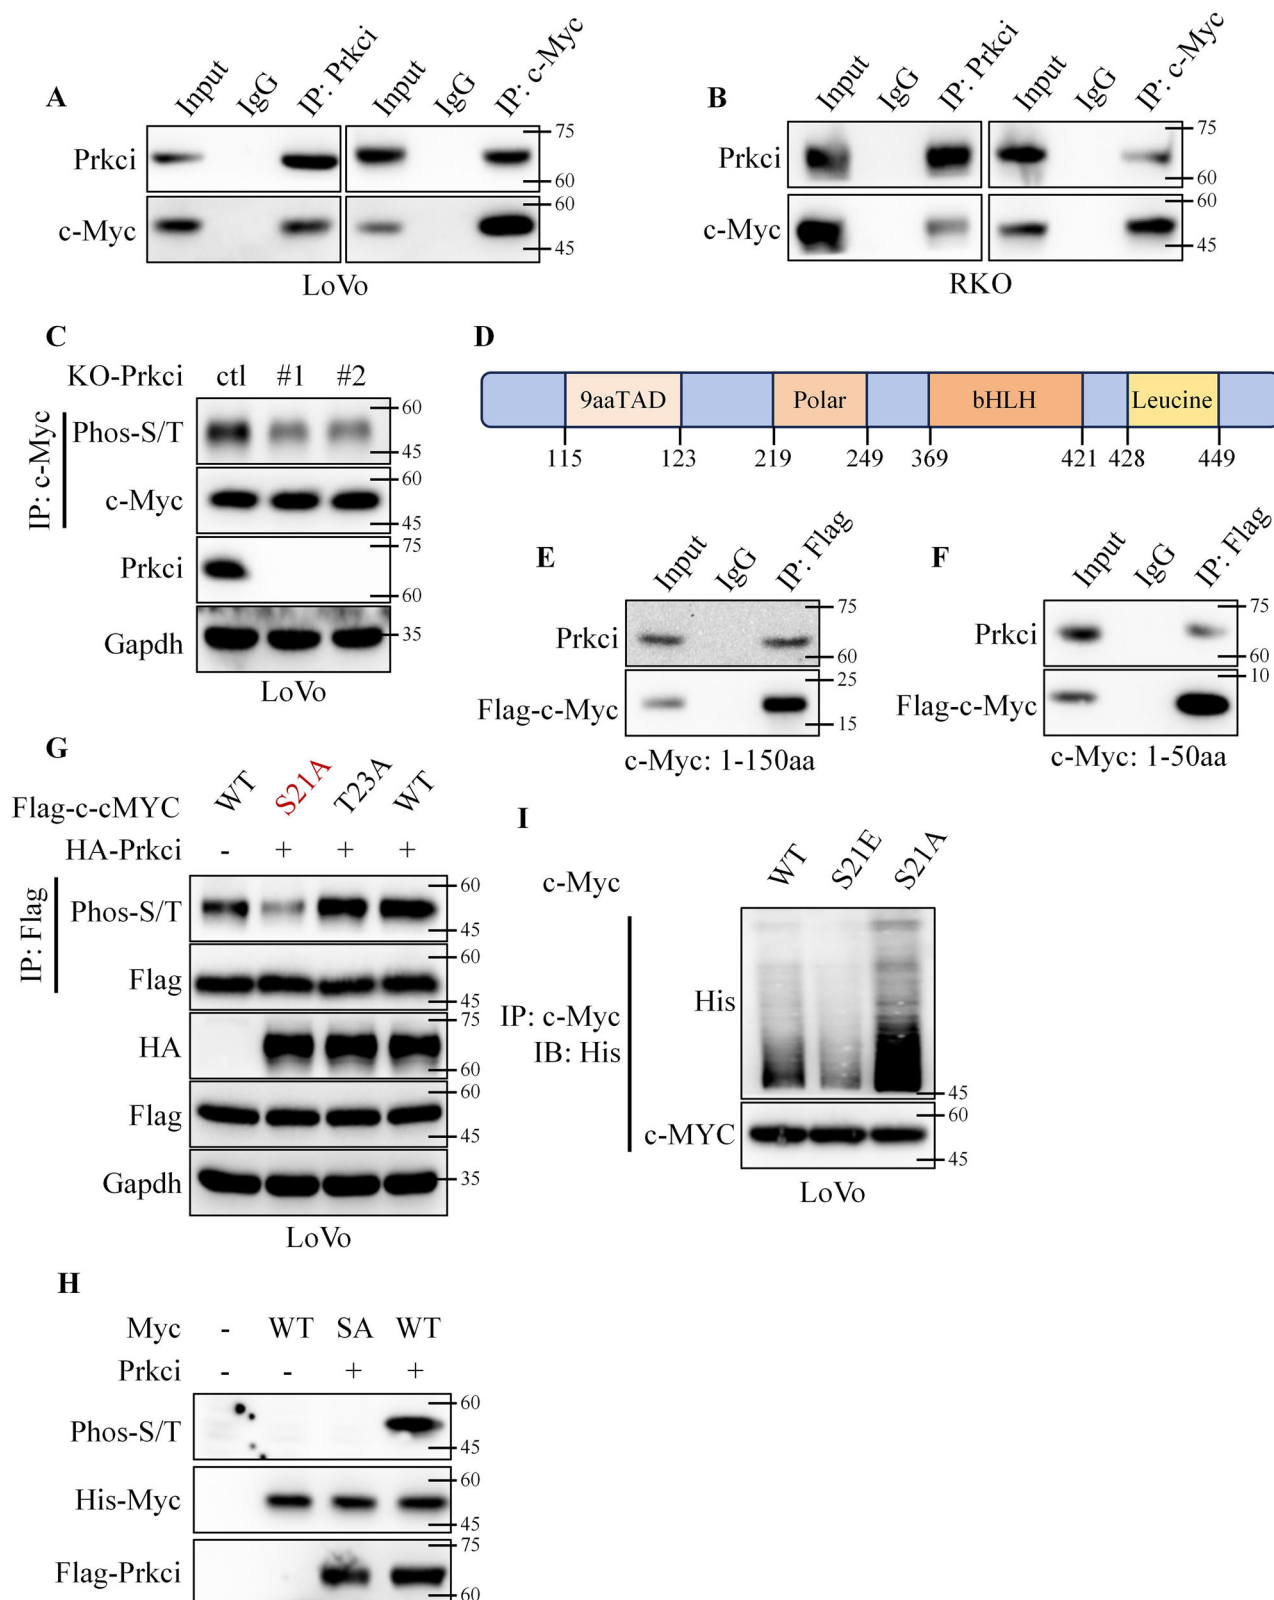 A
Input IgG IP: Prkci Input IgG IP: c-Myc
Prkci 75
60
c-Myc 60
45
LoVo
B
Input IgG IP: Prkci Input IgG IP: c-Myc
Prkci 75
60
c-Myc 60
45
RKO
C
KO-Prkci ctl #1 #2
IP: c-Myc
Phos-S/T 60
45
c-Myc 60
45
Prkci 75
60
Gapdh 35
LoVo
D
9aaTAD Polar bHLH Leucine
115 123 219 249 369 421 428 449
E
Input IgG IP: Flag
Prkci 75
60
Flag-c-Myc 25
15
c-Myc: 1-150aa
F
Input IgG IP: Flag
Prkci 75
60
Flag-c-Myc 10
c-Myc: 1-50aa
G
Flag-c-cMYC WT S21A T23A WT
HA-Prkci - + + +
IP: Flag
Phos-S/T 60
45
Flag 60
45
HA 75
60
Flag 60
45
Gapdh 35
LoVo
I
c-Myc WT S21E S21A
IP: c-Myc
IB: His
His 45
c-MYC 60
45
LoVo
H
Myc - WT SA WT
Prkci - - + +
Phos-S/T 60
45
His-Myc 60
45
Flag-Prkci 75
60